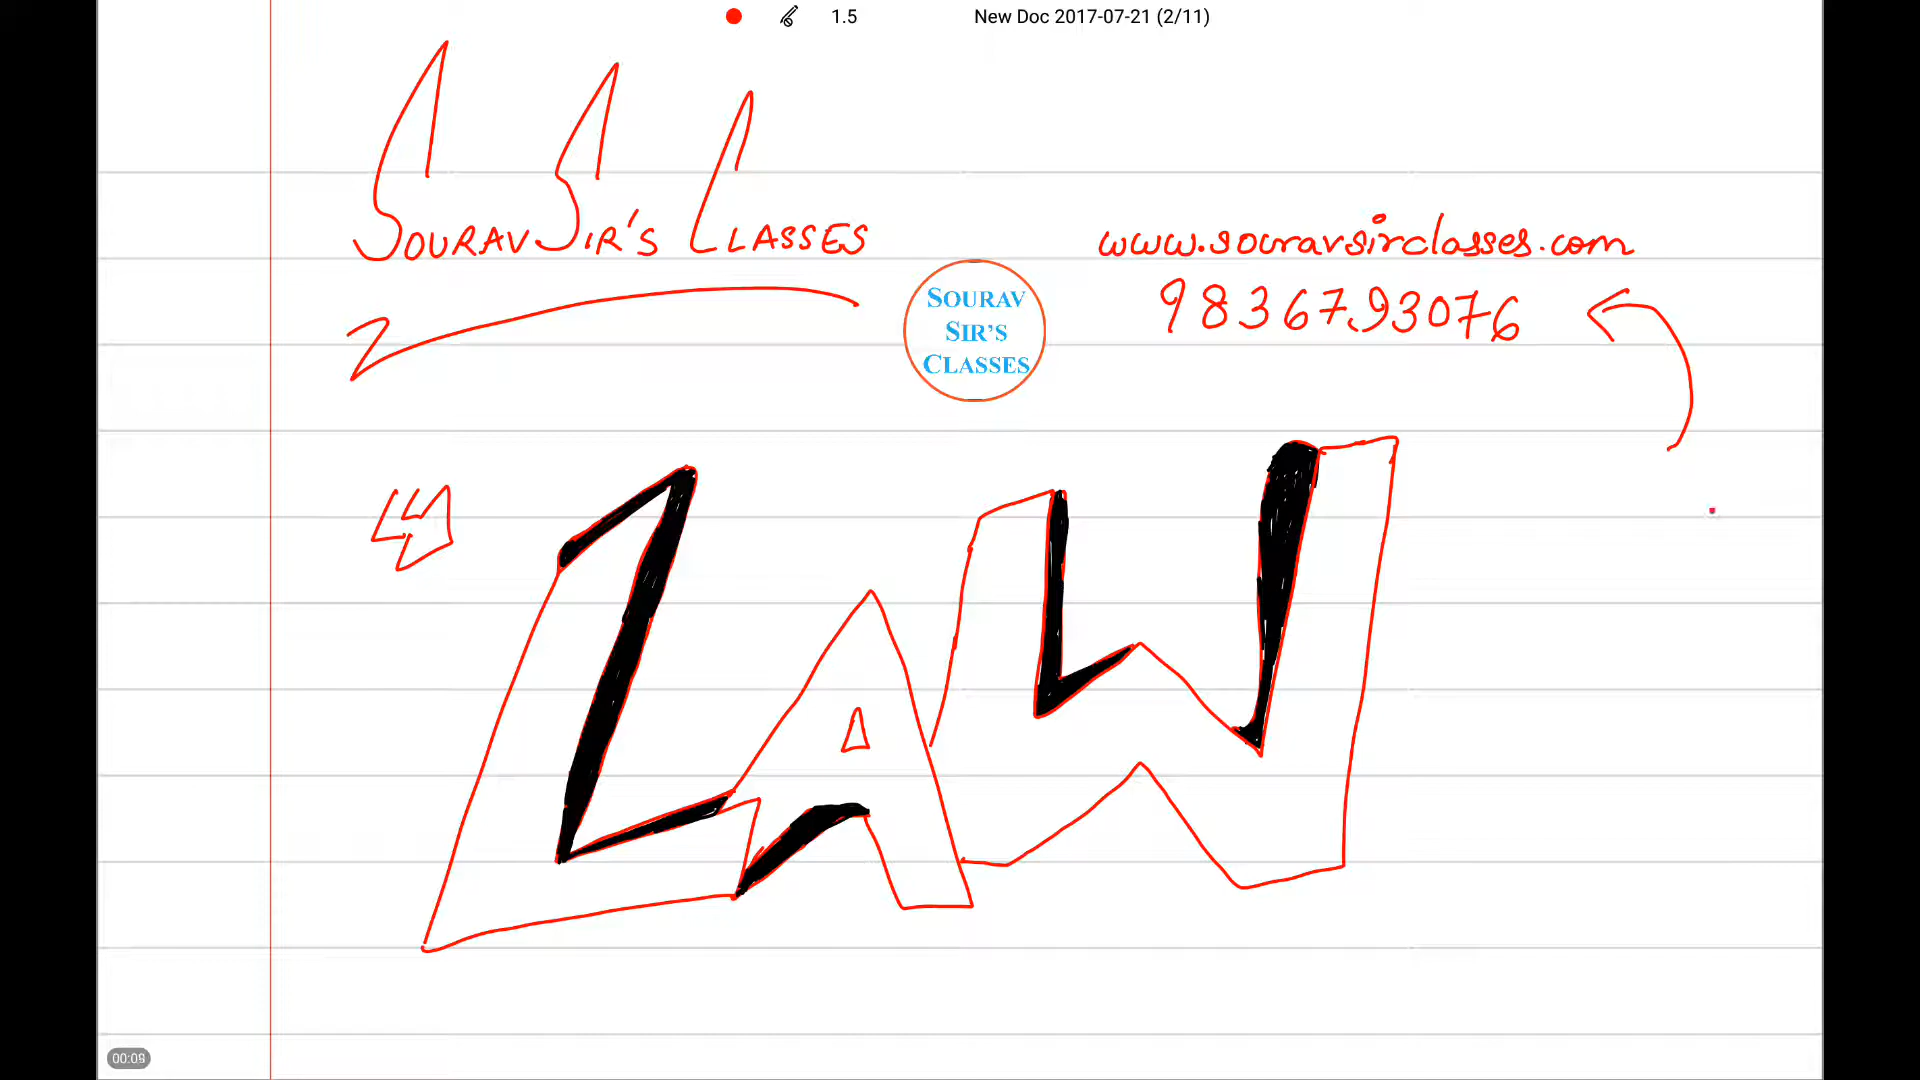 1.5 New Doc 2017-07-21 (2/11)
SOURAV SIR'S CLASSES
www.souravsirclasses.com
9836793076
SOURAV
SIR'S
CLASSES
LAW
00:09